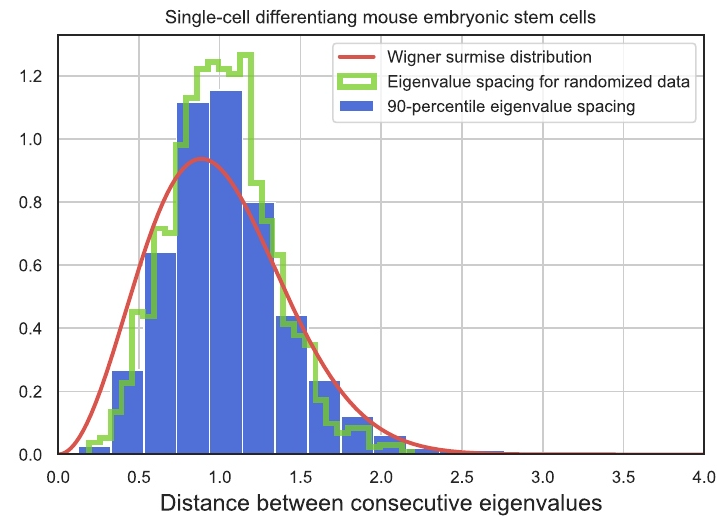 Single-cell differentiang mouse embryonic stem cells
Wigner surmise distribution
Eigenvalue spacing for randomized data
90-percentile eigenvalue spacing
1.2
1.0
0.8
0.6
0.4
0.2
0.0
0.0 0.5 1.0 1.5 2.0 2.5 3.0 3.5 4.0
Distance between consecutive eigenvalues